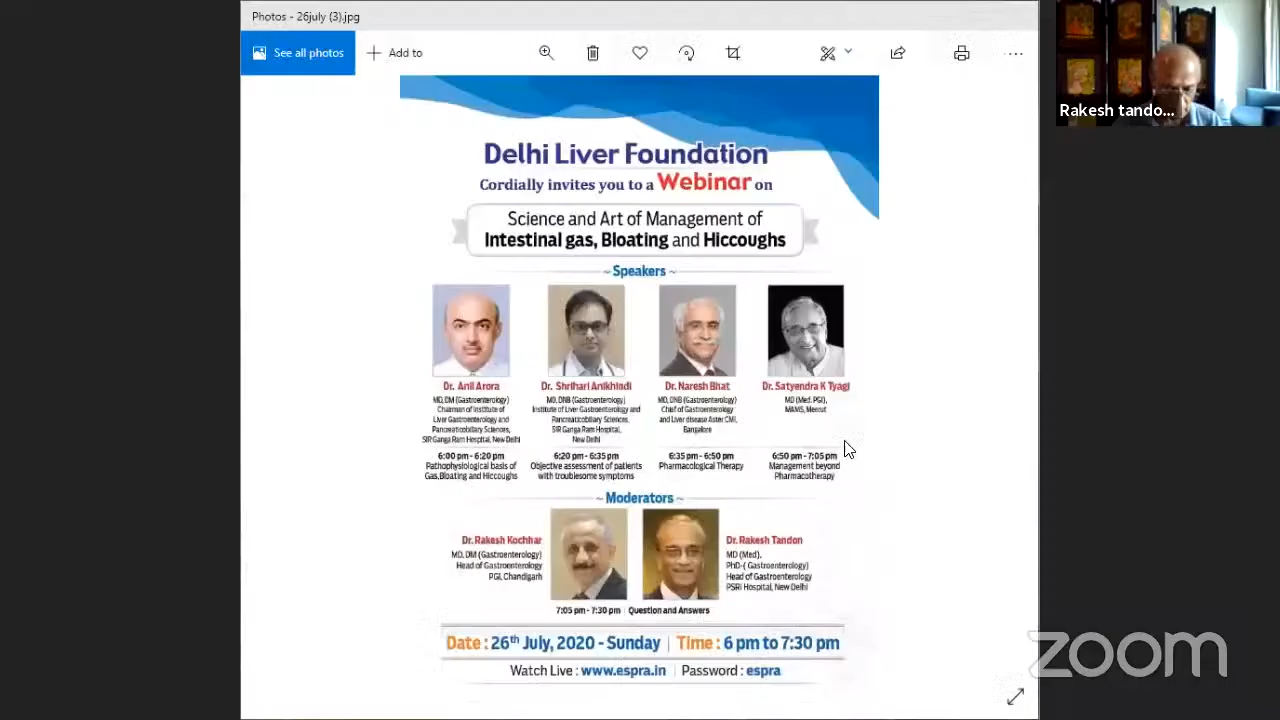 Photos - 26july (3).jpg
See all photos
Add to
Rakesh tando...
Delhi Liver Foundation
Cordially invites you to a Webinar on
Science and Art of Management of
Intestinal gas, Bloating and Hiccoughs
~ Speakers ~
Dr. Anil Arora
MD, DM (Gastroenterology)
Chairman of Institute of
Liver Gastroenterology and
Pancreaticobiliary Sciences,
SIR Ganga Ram Hospital, New Delhi
6:00 pm - 6:20 pm
Pathophysiological basis of
Gas, Bloating and Hiccoughs
Dr. Shrihari Anikhindi
MD, DNB (Gastroenterology)
Institute of Liver Gastroenterology and
Pancreaticobiliary Sciences,
SIR Ganga Ram Hospital,
New Delhi
6:20 pm - 6:35 pm
Objective assessment of patients
with troublesome symptoms
Dr. Naresh Bhat
MD, DNB (Gastroenterology)
Chief of Gastroenterology
and Liver disease Aster CMI,
Bangalore
6:35 pm - 6:50 pm
Pharmacological Therapy
Dr. Satyendra K Tyagi
MD (Med. PGI),
MAMS, Meerut
6:50 pm - 7:05 pm
Management beyond
Pharmacotherapy
~ Moderators ~
Dr. Rakesh Kochhar
MD, DM (Gastroenterology)
Head of Gastroenterology
PGI, Chandigarh
Dr. Rakesh Tandon
MD (Med),
PhD-( Gastroenterology)
Head of Gastroenterology
PSRI Hospital, New Delhi
7:05 pm - 7:30 pm | Question and Answers
Date : 26th July, 2020 - Sunday | Time : 6 pm to 7:30 pm
Watch Live : www.espra.in | Password : espra
zoom